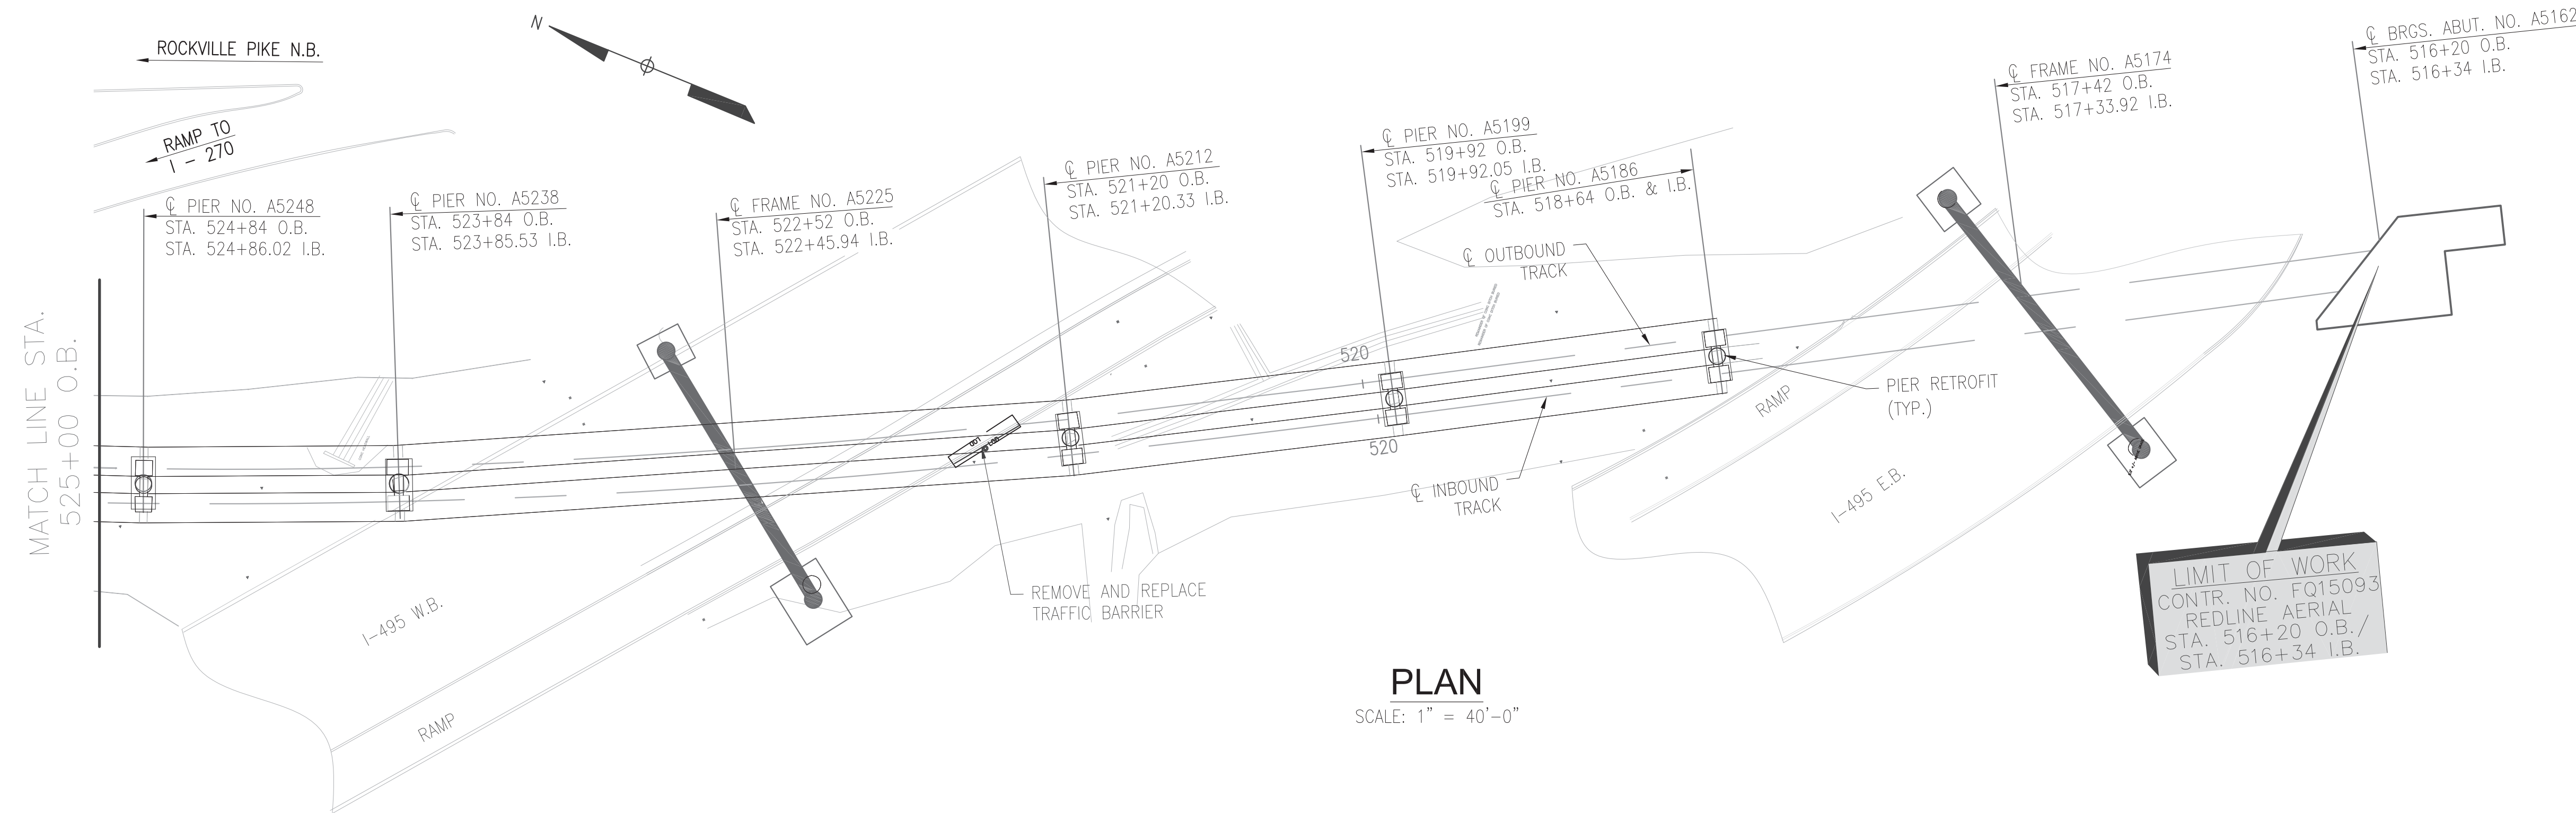 N
ROCKVILLE PIKE N.B.
RAMP TO
I - 270
℄ PIER NO. A5248
STA. 524+84 O.B.
STA. 524+86.02 I.B.
℄ PIER NO. A5238
STA. 523+84 O.B.
STA. 523+85.53 I.B.
℄ FRAME NO. A5225
STA. 522+52 O.B.
STA. 522+45.94 I.B.
℄ PIER NO. A5212
STA. 521+20 O.B.
STA. 521+20.33 I.B.
℄ PIER NO. A5199
STA. 519+92 O.B.
STA. 519+92.05 I.B.
℄ PIER NO. A5186
STA. 518+64 O.B. & I.B.
℄ FRAME NO. A5174
STA. 517+42 O.B.
STA. 517+33.92 I.B.
℄ BRGS. ABUT. NO. A5162
STA. 516+20 O.B.
STA. 516+34 I.B.
℄ OUTBOUND
TRACK
MATCH LINE STA.
525+00 O.B.
520
520
PIER RETROFIT
(TYP.)
RAMP
℄ INBOUND
TRACK
I-495 E.B.
REMOVE AND REPLACE
TRAFFIC BARRIER
I-495 W.B.
RAMP
LIMIT OF WORK
CONTR. NO. FQ15093
REDLINE AERIAL
STA. 516+20 O.B./
STA. 516+34 I.B.
PLAN
SCALE: 1" = 40'-0"